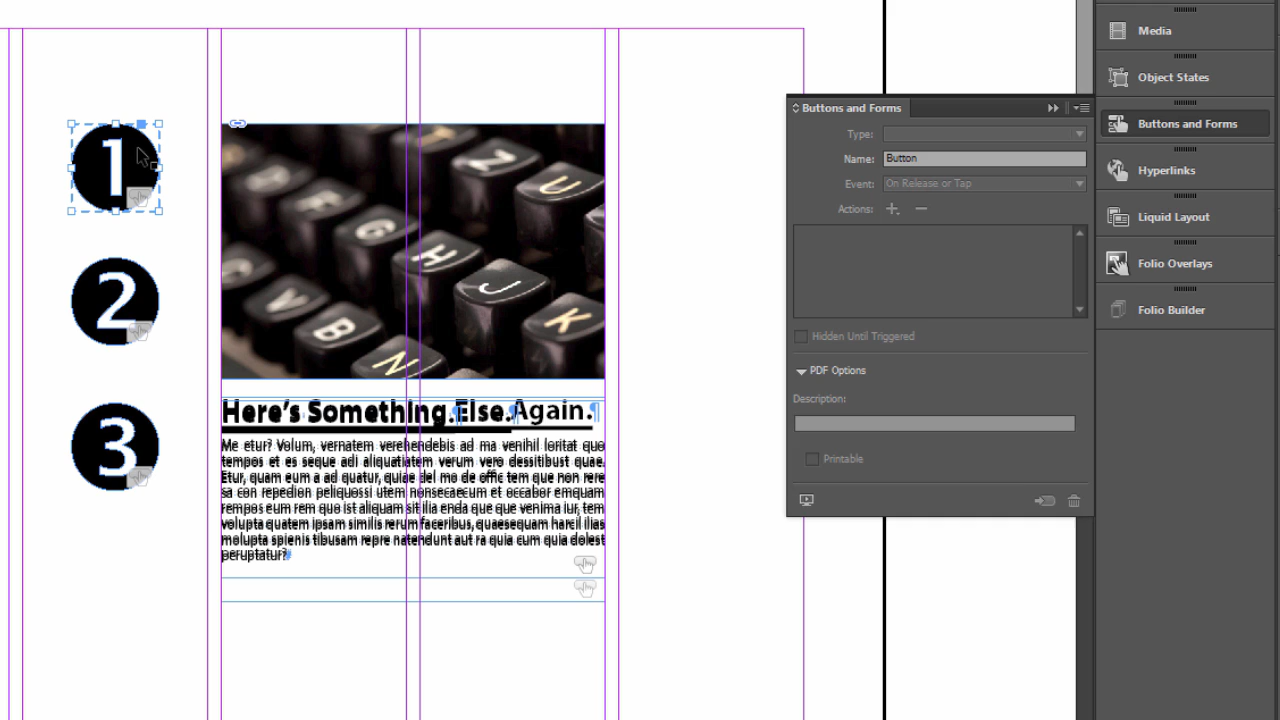 1
2
3
Z
U
R
G
H
J
K
C
V
B
N
Here's Something.Else.Again.¶
Me etur? Volum, vernatem verehendebis ad ma venihil loritat quo
tempos et es seque adi aliquatiatem verum vero dessitibust quae.
Etur, quam eum a ad quatur, quiae del mo de offic tem que non rere
sa con repedion peliquossi utem nonsecaecum et occabor emquam
rempos eum rem quo ist aliquam sit ilia enda que que venima iur, tem
volupta quatem ipsam similis rerum faceribus, quaesequam harcil ilias
molupta spienis tibusam repre natendunt aut ra quia cum quia dolest
peruptatur?#
Buttons and Forms
Type:
Name: Button
Event: On Release or Tap
Actions:
Hidden Until Triggered
PDF Options
Description:
Printable
Media
Object States
Buttons and Forms
Hyperlinks
Liquid Layout
Folio Overlays
Folio Builder